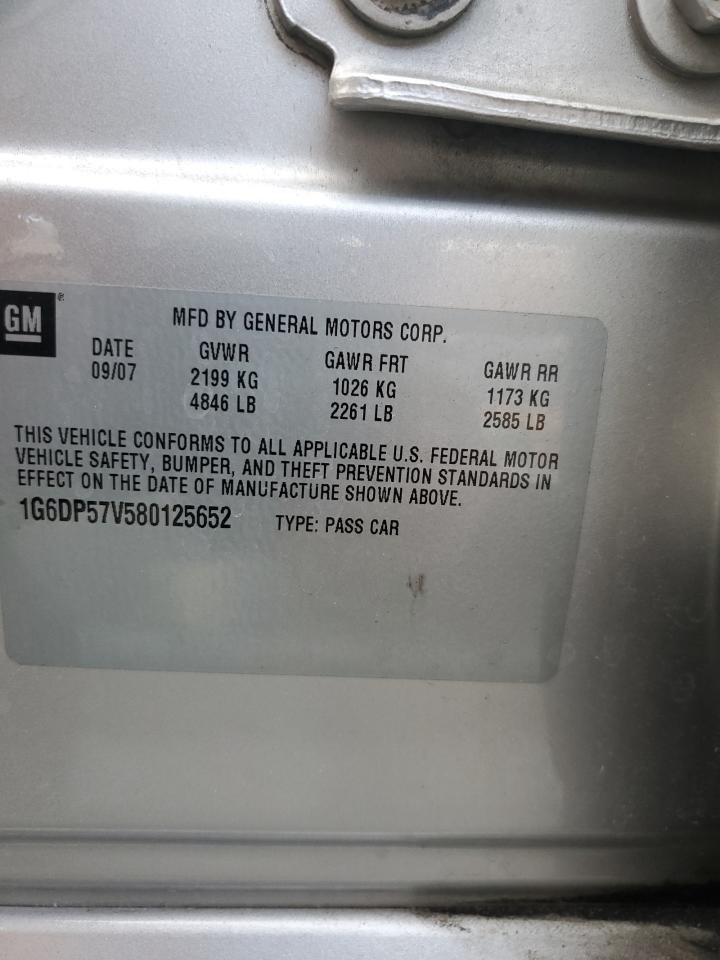 GM ®
MFD BY GENERAL MOTORS CORP.
DATE GVWR GAWR FRT GAWR RR
09/07 2199 KG 1026 KG 1173 KG
4846 LB 2261 LB 2585 LB
THIS VEHICLE CONFORMS TO ALL APPLICABLE U.S. FEDERAL MOTOR
VEHICLE SAFETY, BUMPER, AND THEFT PREVENTION STANDARDS IN
EFFECT ON THE DATE OF MANUFACTURE SHOWN ABOVE.
1G6DP57V580125652 TYPE: PASS CAR